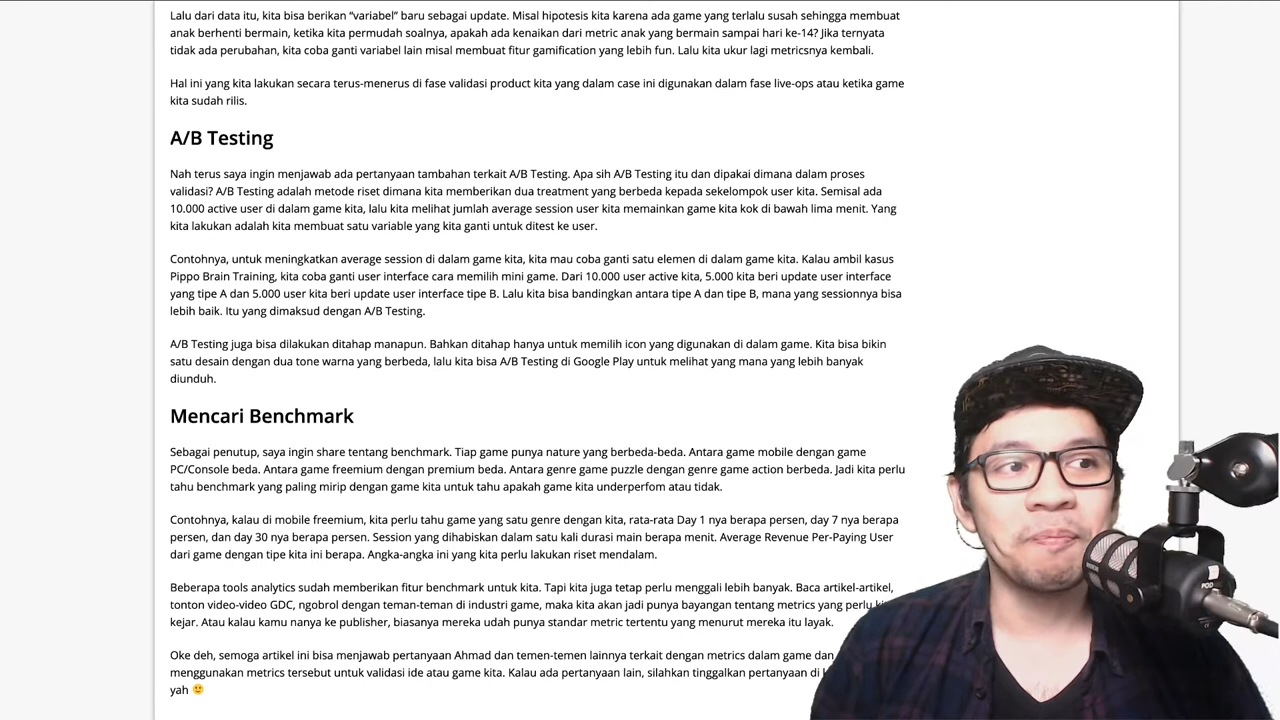 Lalu dari data itu, kita bisa berikan “variabel” baru sebagai update. Misal hipotesis kita karena ada game yang terlalu susah sehingga membuat
anak berhenti bermain, ketika kita permudah soalnya, apakah ada kenaikan dari metric anak yang bermain sampai hari ke-14? Jika ternyata
tidak ada perubahan, kita coba ganti variabel lain misal membuat fitur gamification yang lebih fun. Lalu kita ukur lagi metricsnya kembali.
Hal ini yang kita lakukan secara terus-menerus di fase validasi product kita yang dalam case ini digunakan dalam fase live-ops atau ketika game
kita sudah rilis.
A/B Testing
Nah terus saya ingin menjawab ada pertanyaan tambahan terkait A/B Testing. Apa sih A/B Testing itu dan dipakai dimana dalam proses
validasi? A/B Testing adalah metode riset dimana kita memberikan dua treatment yang berbeda kepada sekelompok user kita. Semisal ada
10.000 active user di dalam game kita, lalu kita melihat jumlah average session user kita memainkan game kita kok di bawah lima menit. Yang
kita lakukan adalah kita membuat satu variable yang kita ganti untuk ditest ke user.
Contohnya, untuk meningkatkan average session di dalam game kita, kita mau coba ganti satu elemen di dalam game kita. Kalau ambil kasus
Pippo Brain Training, kita coba ganti user interface cara memilih mini game. Dari 10.000 user active kita, 5.000 kita beri update user interface
yang tipe A dan 5.000 user kita beri update user interface tipe B. Lalu kita bisa bandingkan antara tipe A dan tipe B, mana yang sessionnya bisa
lebih baik. Itu yang dimaksud dengan A/B Testing.
A/B Testing juga bisa dilakukan ditahap manapun. Bahkan ditahap hanya untuk memilih icon yang digunakan di dalam game. Kita bisa bikin
satu desain dengan dua tone warna yang berbeda, lalu kita bisa A/B Testing di Google Play untuk melihat yang mana yang lebih banyak
diunduh.
Mencari Benchmark
Sebagai penutup, saya ingin share tentang benchmark. Tiap game punya nature yang berbeda-beda. Antara game mobile dengan game
PC/Console beda. Antara game freemium dengan premium beda. Antara genre game puzzle dengan genre game action berbeda. Jadi kita perlu
tahu benchmark yang paling mirip dengan game kita untuk tahu apakah game kita underperfom atau tidak.
Contohnya, kalau di mobile freemium, kita perlu tahu game yang satu genre dengan kita, rata-rata Day 1 nya berapa persen, day 7 nya berapa
persen, dan day 30 nya berapa persen. Session yang dihabiskan dalam satu kali durasi main berapa menit. Average Revenue Per-Paying User
dari game dengan tipe kita ini berapa. Angka-angka ini yang kita perlu lakukan riset mendalam.
Beberapa tools analytics sudah memberikan fitur benchmark untuk kita. Tapi kita juga tetap perlu menggali lebih banyak. Baca artikel-artikel,
tonton video-video GDC, ngobrol dengan teman-teman di industri game, maka kita akan jadi punya bayangan tentang metrics yang perlu
kejar. Atau kalau kamu nanya ke publisher, biasanya mereka udah punya standar metric tertentu yang menurut mereka itu layak.
Oke deh, semoga artikel ini bisa menjawab pertanyaan Ahmad dan temen-temen lainnya terkait dengan metrics dalam game dan
menggunakan metrics tersebut untuk validasi ide atau game kita. Kalau ada pertanyaan lain, silahkan tinggalkan pertanyaan di
yah 🙂